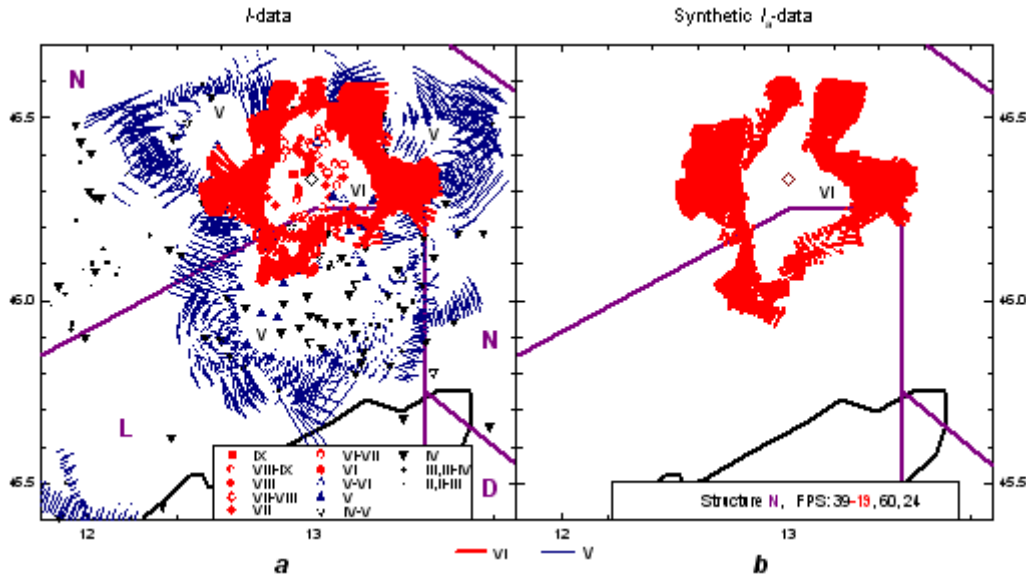 I-data
Synthetic Ia-data
N
V
V
VI
V
N
L
D
46.5
46.0
45.5
VI
46.5
46.0
45.5
IX
VIII-IX
VIII
VII-VIII
VII
VI-VII
VI
V-VI
V
IV-V
IV
III,III-IV
II,II-III
Structure N, FPS: 39-19, 60, 24
12
13
12
13
a
VI
V
b